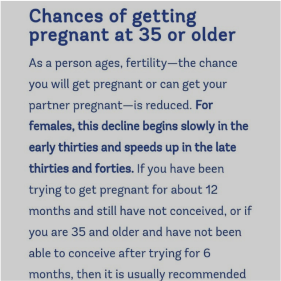 Chances of getting
pregnant at 35 or older
As a person ages, fertility—the chance
you will get pregnant or can get your
partner pregnant—is reduced. For
females, this decline begins slowly in the
early thirties and speeds up in the late
thirties and forties. If you have been
trying to get pregnant for about 12
months and still have not conceived, or if
you are 35 and older and have not been
able to conceive after trying for 6
months, then it is usually recommended